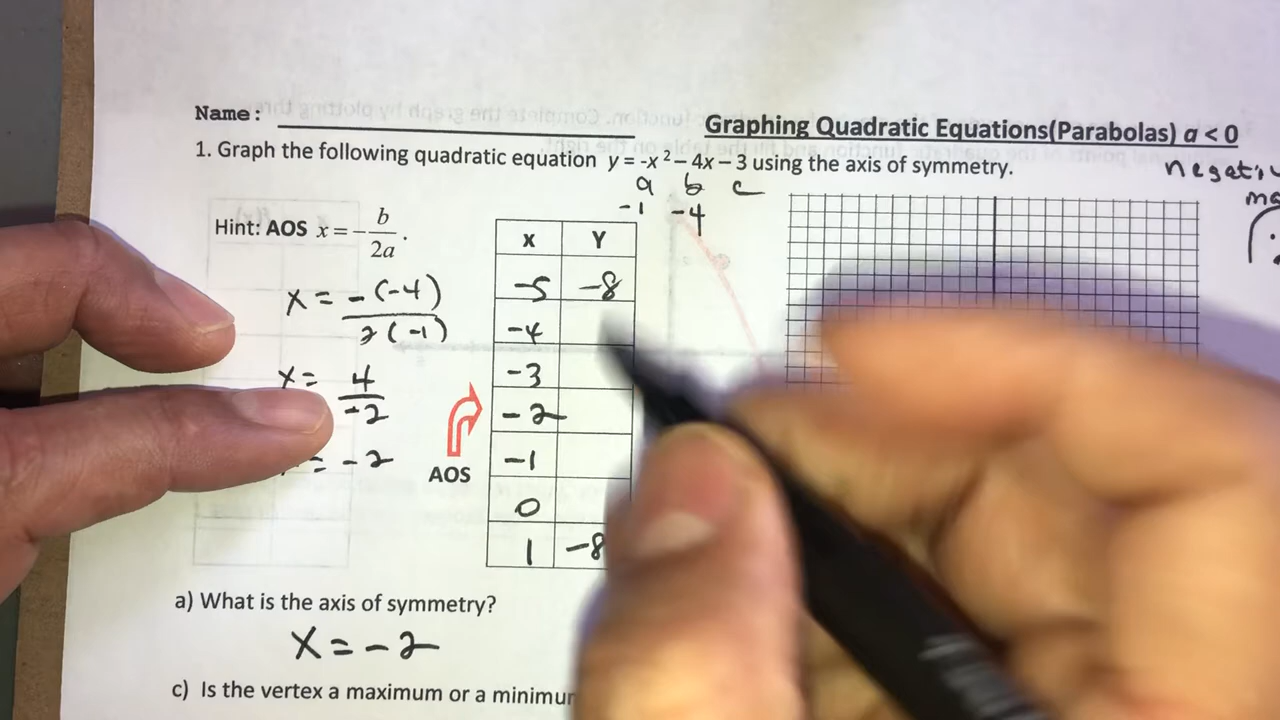 Name:
Graphing Quadratic Equations(Parabolas) a < 0
1. Graph the following quadratic equation y = -x² – 4x – 3 using the axis of symmetry.
a b c
-1 -4
Hint: AOS x = -b/2a.
x = -(-4)/2(-1)
x = 4/-2
= -2
AOS
X Y
-5 -8
-4
-3
-2
-1
0
1 -8
a) What is the axis of symmetry?
x = -2
c) Is the vertex a maximum or a